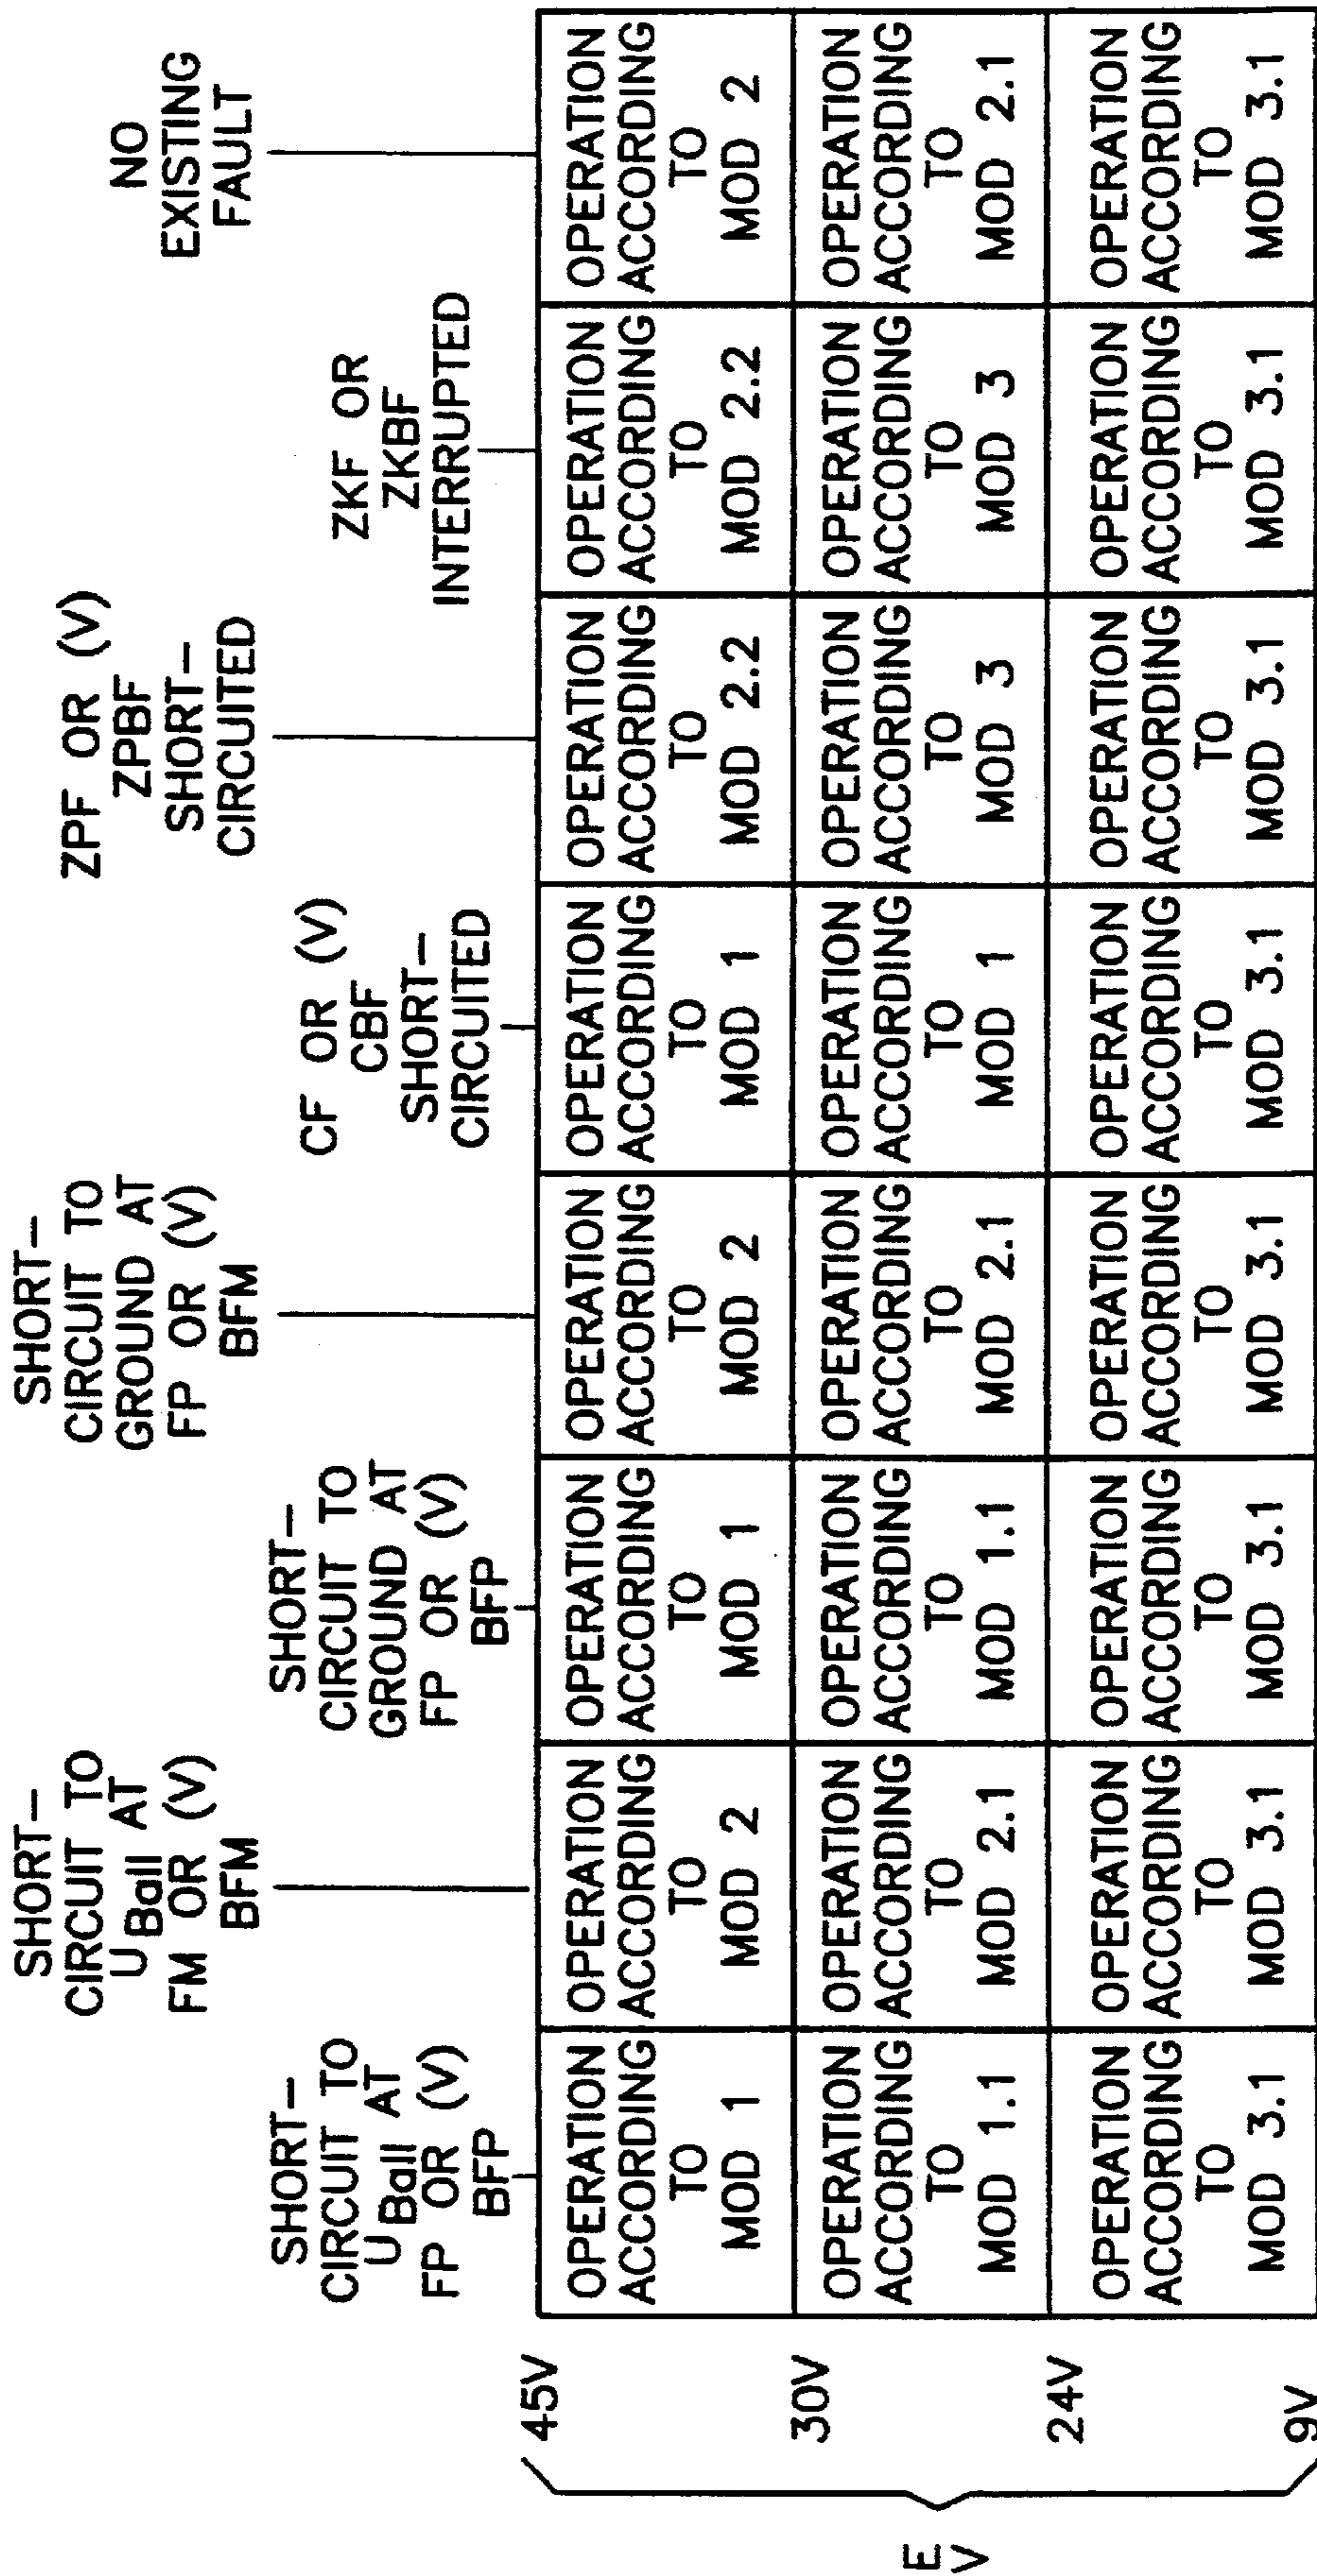 SHORT–
CIRCUIT TO
U Ball AT
FP OR (V)
BFP
SHORT–
CIRCUIT TO
U Ball AT
FM OR (V)
BFM
SHORT–
CIRCUIT TO
GROUND AT
FP OR (V)
BFP
SHORT–
CIRCUIT TO
GROUND AT
FP OR (V)
BFM
CF OR (V)
CBF
SHORT–
CIRCUITED
ZPF OR (V)
ZPBF
SHORT–
CIRCUITED
ZKF OR
ZKBF
INTERRUPTED
NO
EXISTING
FAULT
45V
OPERATION
ACCORDING
TO
MOD 1
OPERATION
ACCORDING
TO
MOD 2
OPERATION
ACCORDING
TO
MOD 1
OPERATION
ACCORDING
TO
MOD 2
OPERATION
ACCORDING
TO
MOD 1
OPERATION
ACCORDING
TO
MOD 2.2
OPERATION
ACCORDING
TO
MOD 2.2
OPERATION
ACCORDING
TO
MOD 2
30V
OPERATION
ACCORDING
TO
MOD 1.1
OPERATION
ACCORDING
TO
MOD 2.1
OPERATION
ACCORDING
TO
MOD 1.1
OPERATION
ACCORDING
TO
MOD 2.1
OPERATION
ACCORDING
TO
MOD 1
OPERATION
ACCORDING
TO
MOD 3
OPERATION
ACCORDING
TO
MOD 3
OPERATION
ACCORDING
TO
MOD 2.1
E
V
24V
OPERATION
ACCORDING
TO
MOD 3.1
OPERATION
ACCORDING
TO
MOD 3.1
OPERATION
ACCORDING
TO
MOD 3.1
OPERATION
ACCORDING
TO
MOD 3.1
OPERATION
ACCORDING
TO
MOD 3.1
OPERATION
ACCORDING
TO
MOD 3.1
OPERATION
ACCORDING
TO
MOD 3.1
OPERATION
ACCORDING
TO
MOD 3.1
9V